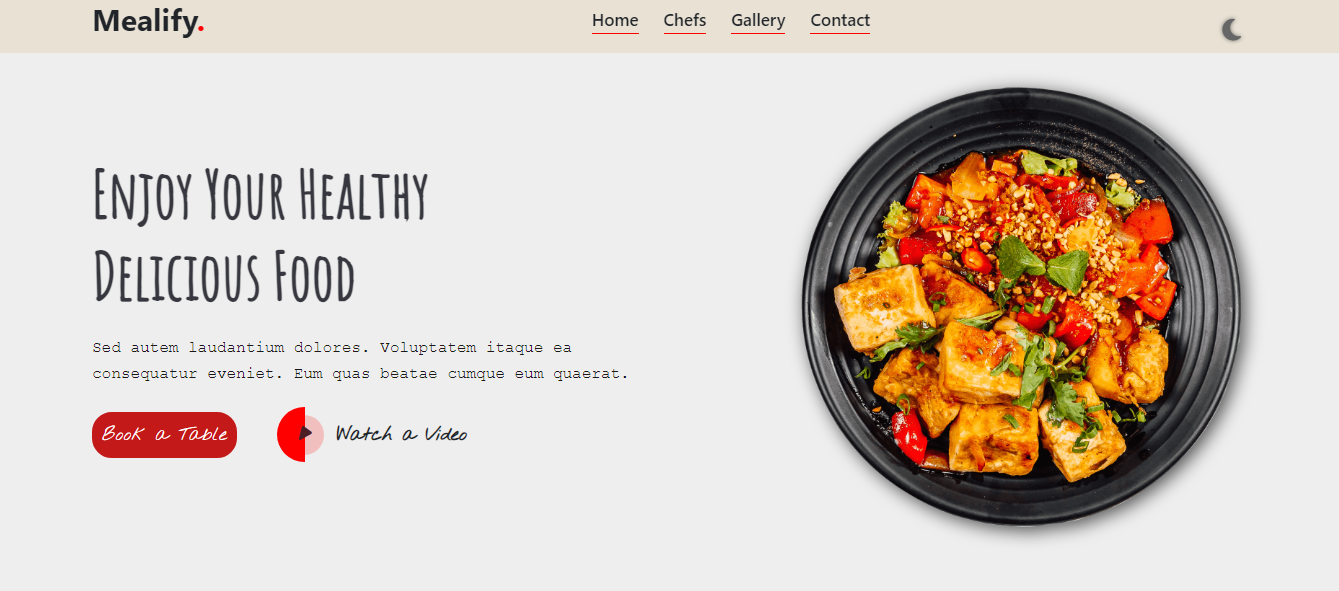 Mealify.
Home Chefs Gallery Contact
Enjoy Your Healthy
Delicious Food
Sed autem laudantium dolores. Voluptatem itaque ea
consequatur eveniet. Eum quas beatae cumque eum quaerat.
Book a Table
Watch a Video